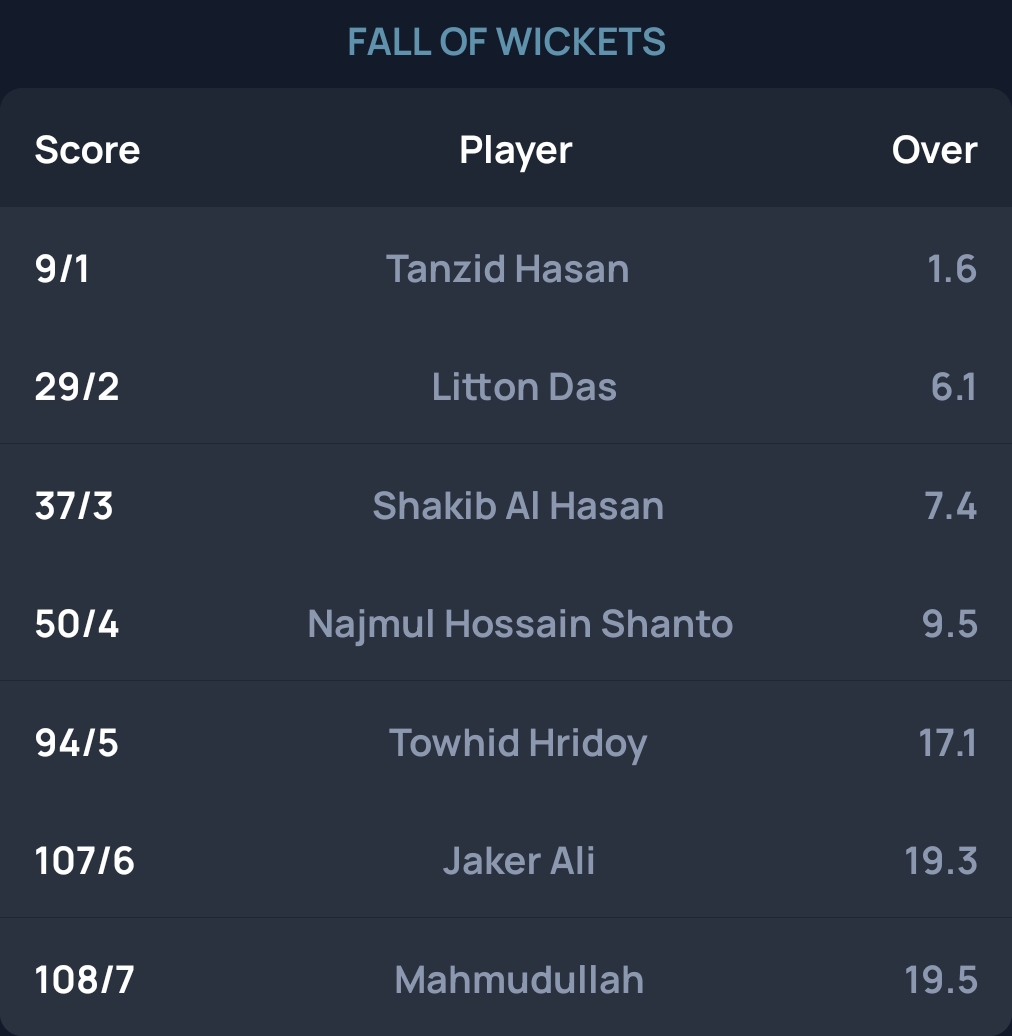 FALL OF WICKETS
Score Player Over
9/1 Tanzid Hasan 1.6
29/2 Litton Das 6.1
37/3 Shakib Al Hasan 7.4
50/4 Najmul Hossain Shanto 9.5
94/5 Towhid Hridoy 17.1
107/6 Jaker Ali 19.3
108/7 Mahmudullah 19.5